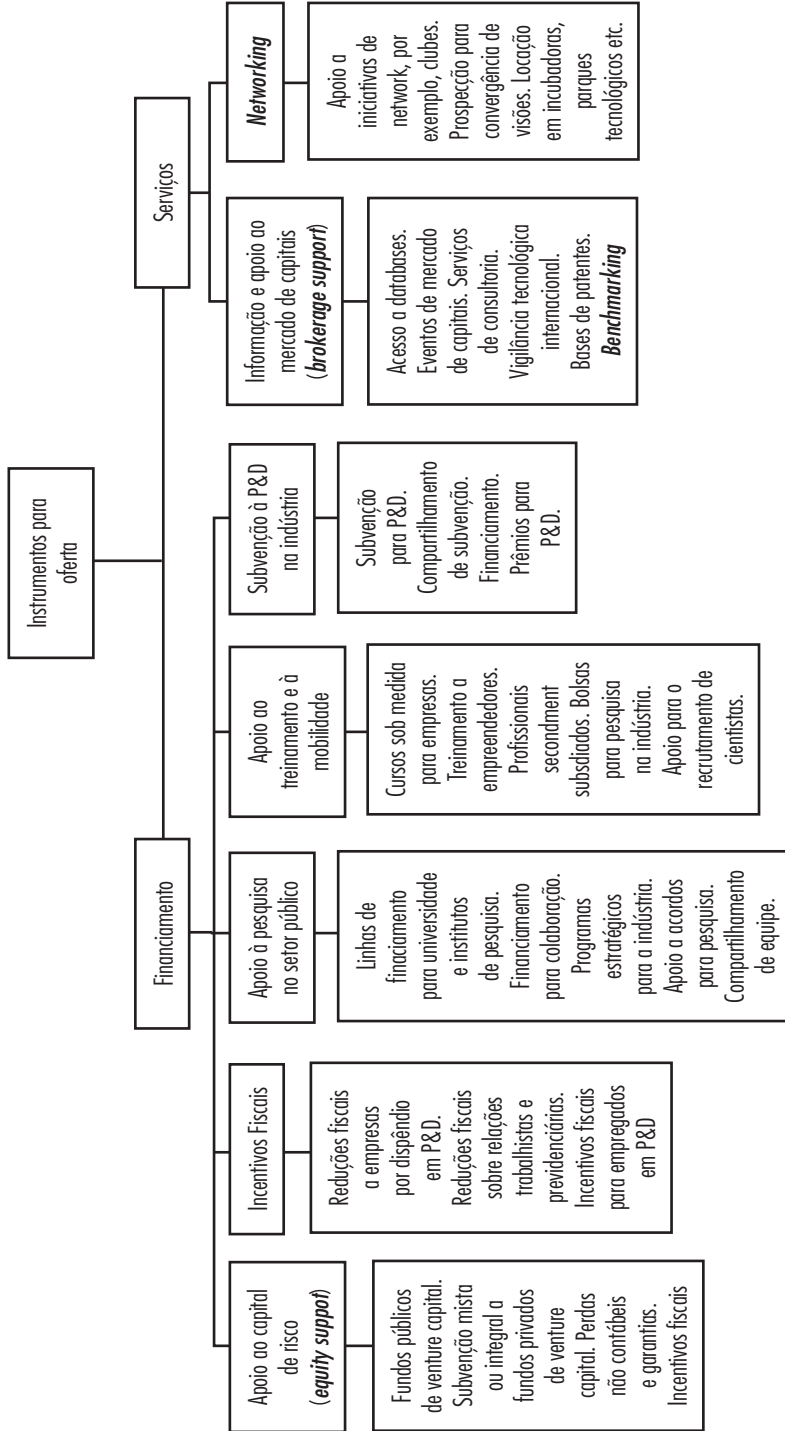 Instrumentos para
oferta
Financiamento
Serviços
Apoio ao capital
de risco
(equity suppot)
Incentivos Fiscais
Apoio à pesquisa
no setor público
Apoio ao
treinamento e à
mobilidade
Subvenção à P&D
na indústria
Informação e apoio ao
mercado de capitais
(brokerage support)
Networking
Fundos públicos
de venture capital.
Subvenção mista
ou integral a
fundos privados
de venture
capital. Perdas
não contábeis
e garantias.
Incentivos fiscais
Reduções fiscais
a empresas
por dispêndio
em P&D.
Reduções fiscais
sobre relações
trabalhistas e
previdenciárias.
Incentivos fiscais
para empregados
em P&D
Linhas de
finaciamento
para universidade
e institutos
de pesquisa.
Financiamento
para colaboração.
Programas
estratégicos
para a indústria.
Apoio a acordos
para pesquisa.
Compartilhamento
de equipe.
Cursos sob medida
para empresas.
Treinamento a
empreendedores.
Profissionais
secondment
subsdiados. Bolsas
para pesquisa
na indústria.
Apoio para o
recrutamento de
cientistas.
Subvenção
para P&D.
Compartilhamento
de subvenção.
Financiamento.
Prêmios para
P&D.
Acesso a databases.
Eventos de mercado
de capitais. Serviços
de consultoria.
Vigilância tecnológica
internacional.
Bases de patentes.
Benchmarking
Apoio a
iniciativas de
network, por
exemplo, clubes.
Prospecção para
convergência de
visões. Locação
em incubadoras,
parques
tecnológicos etc.